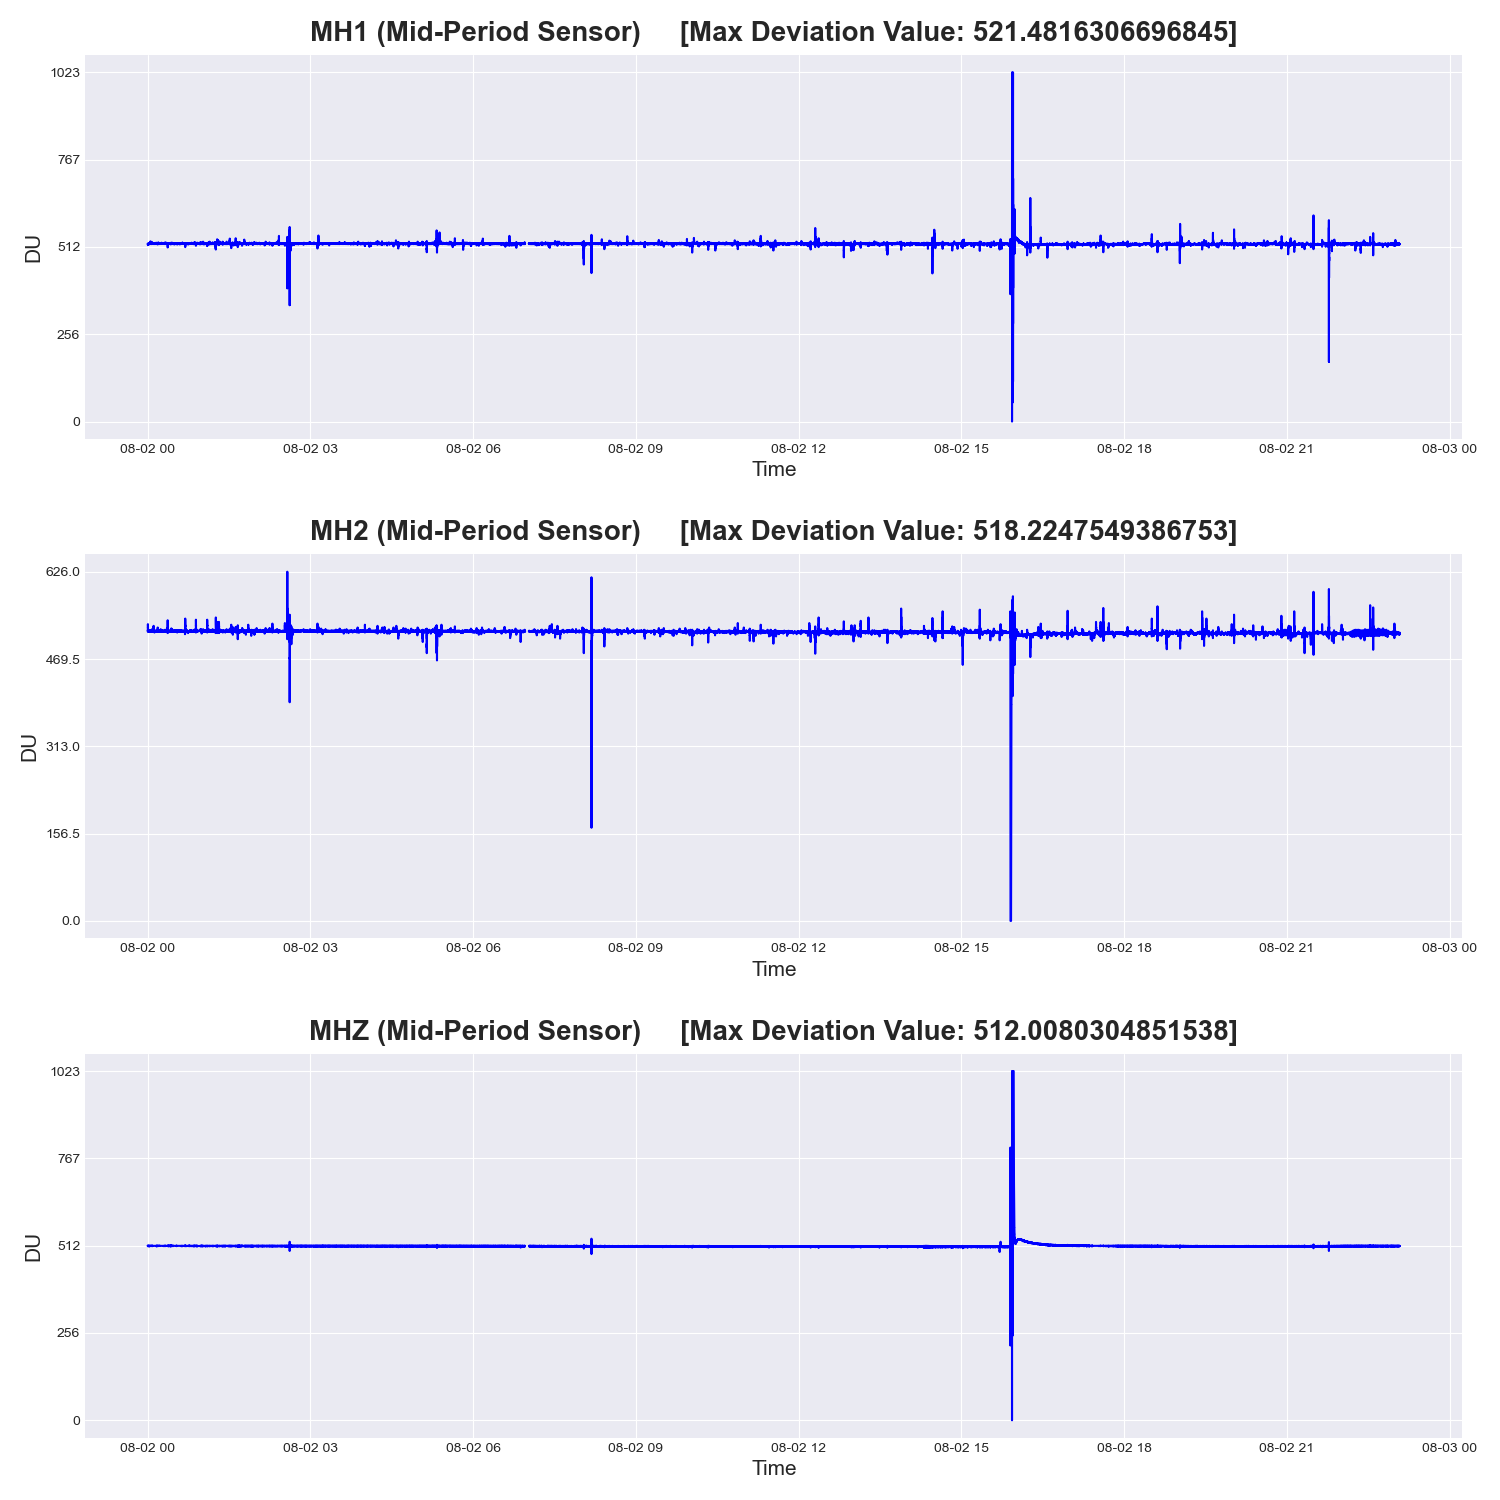 MH1 (Mid-Period Sensor) [Max Deviation Value: 521.4816306696845]
1023
767
512
256
0
DU
08-02 00 08-02 03 08-02 06 08-02 09 08-02 12 08-02 15 08-02 18 08-02 21 08-03 00
Time
MH2 (Mid-Period Sensor) [Max Deviation Value: 518.2247549386753]
626.0
469.5
313.0
156.5
0.0
DU
08-02 00 08-02 03 08-02 06 08-02 09 08-02 12 08-02 15 08-02 18 08-02 21 08-03 00
Time
MHZ (Mid-Period Sensor) [Max Deviation Value: 512.0080304851538]
1023
767
512
256
0
DU
08-02 00 08-02 03 08-02 06 08-02 09 08-02 12 08-02 15 08-02 18 08-02 21 08-03 00
Time